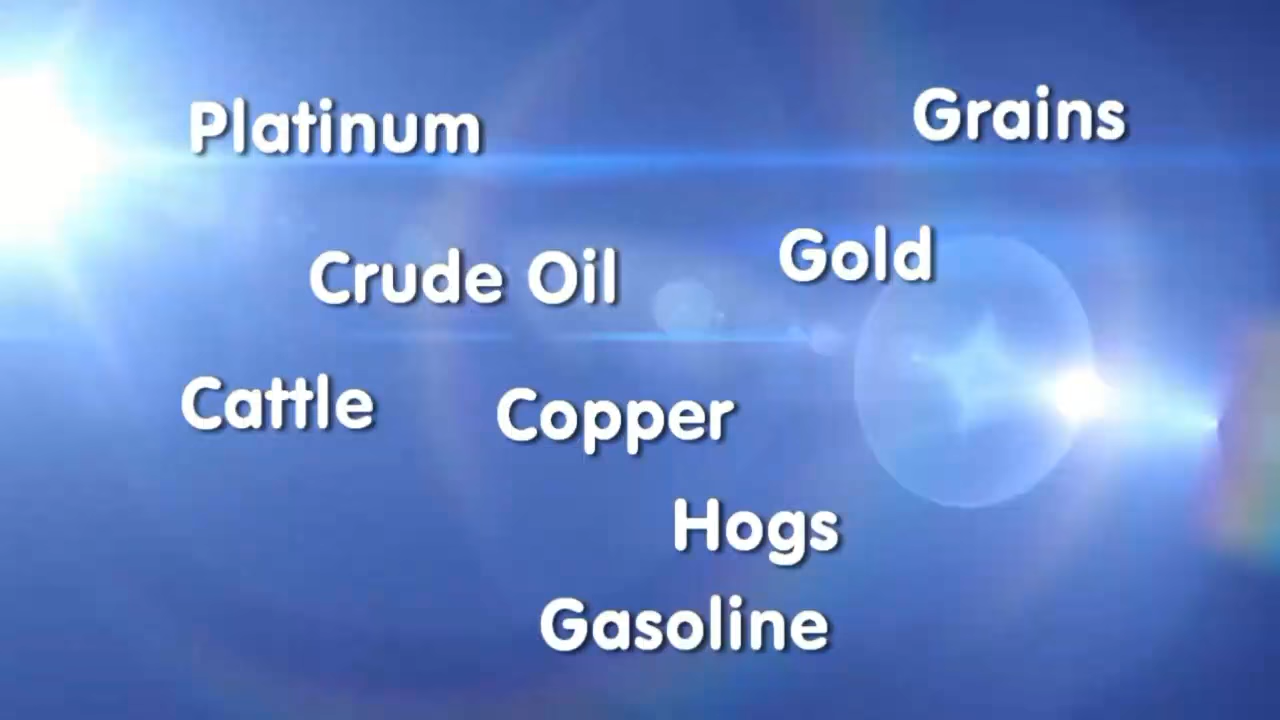 Platinum
Grains
Crude Oil
Gold
Cattle
Copper
Hogs
Gasoline